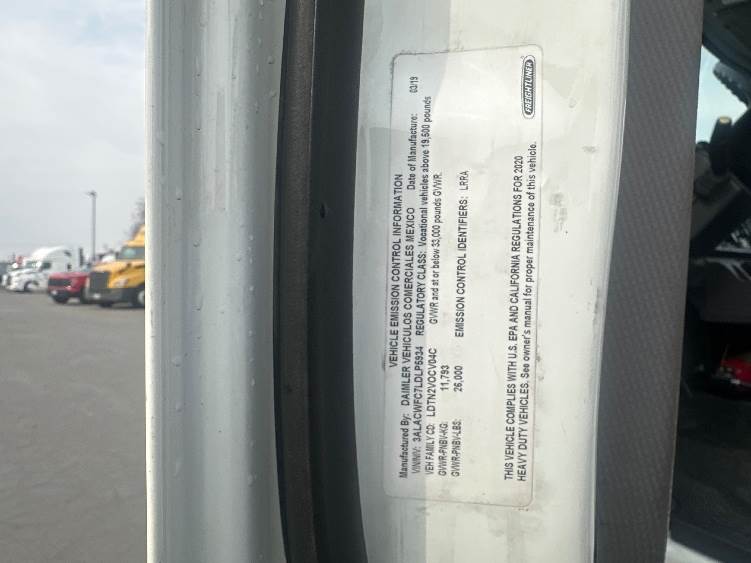 FREIGHTLINER
VEHICLE EMISSION CONTROL INFORMATION
Manufactured By: DAIMLER VEHICULOS COMERCIALES MEXICO Date of Manufacture: 03/19
VIN/NIV: 3ALACWFC7LDLP5934 REGULATORY CLASS: Vocational vehicles above 19,500 pounds
VEH FAMILY CD: LDTN2VOCV04C GVWR and at or below 33,000 pounds GVWR.
GVWR-PNBV-KG: 11,793
GVWR-PNBV-LBS: 26,000 EMISSION CONTROL IDENTIFIERS: LRRA
THIS VEHICLE COMPLIES WITH U.S. EPA AND CALIFORNIA REGULATIONS FOR 2020
HEAVY DUTY VEHICLES. See owner's manual for proper maintenance of this vehicle.